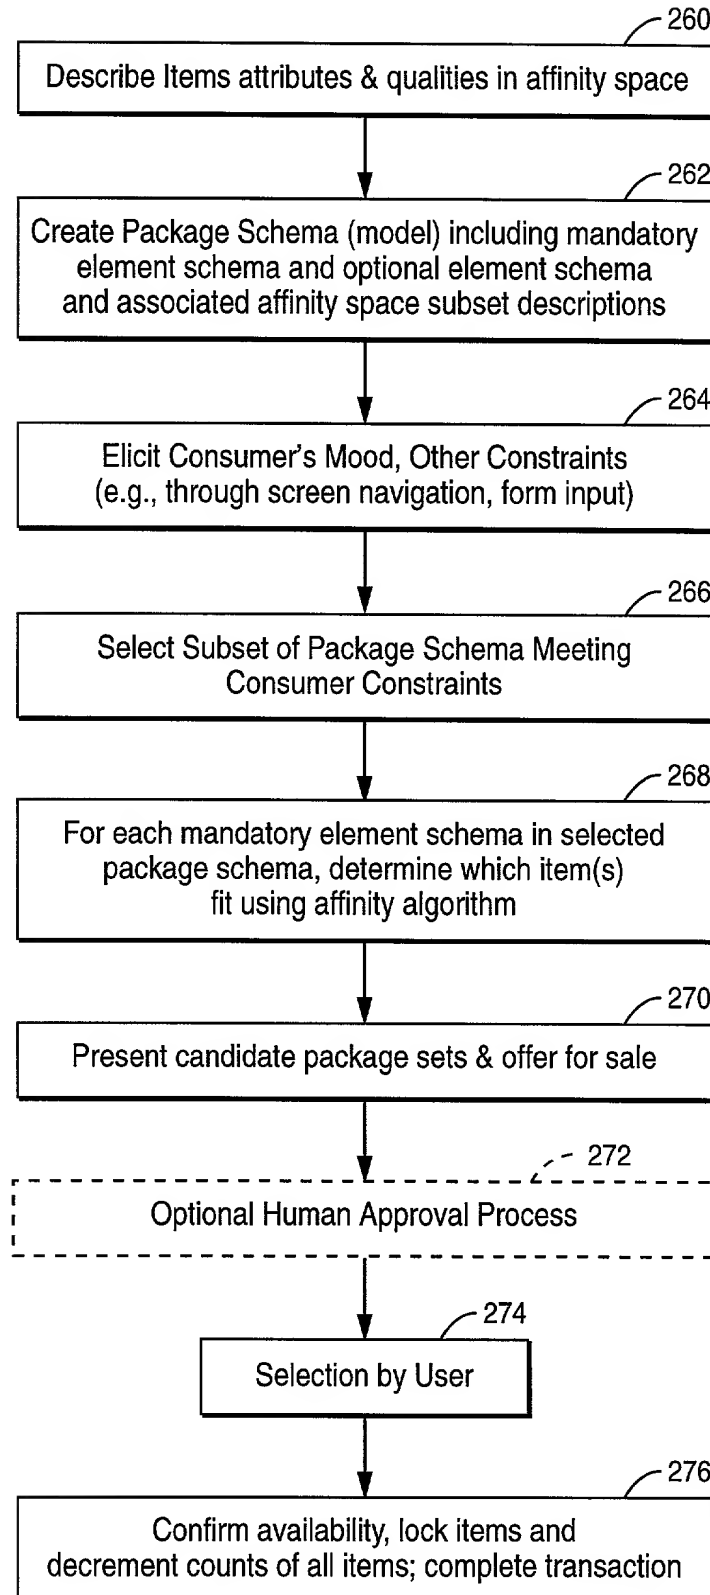 260
Describe Items attributes & qualities in affinity space
262
Create Package Schema (model) including mandatory
element schema and optional element schema
and associated affinity space subset descriptions
264
Elicit Consumer's Mood, Other Constraints
(e.g., through screen navigation, form input)
266
Select Subset of Package Schema Meeting
Consumer Constraints
268
For each mandatory element schema in selected
package schema, determine which item(s)
fit using affinity algorithm
270
Present candidate package sets & offer for sale
272
Optional Human Approval Process
274
Selection by User
276
Confirm availability, lock items and
decrement counts of all items; complete transaction